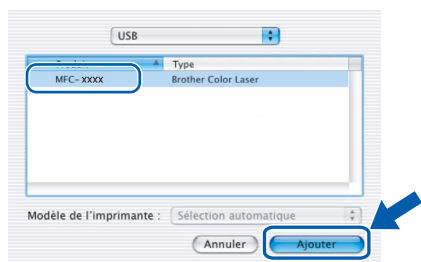 USB
Type
MFC-XXXX Brother Color Laser
Modèle de l'imprimante : Sélection automatique
Annuler Ajouter